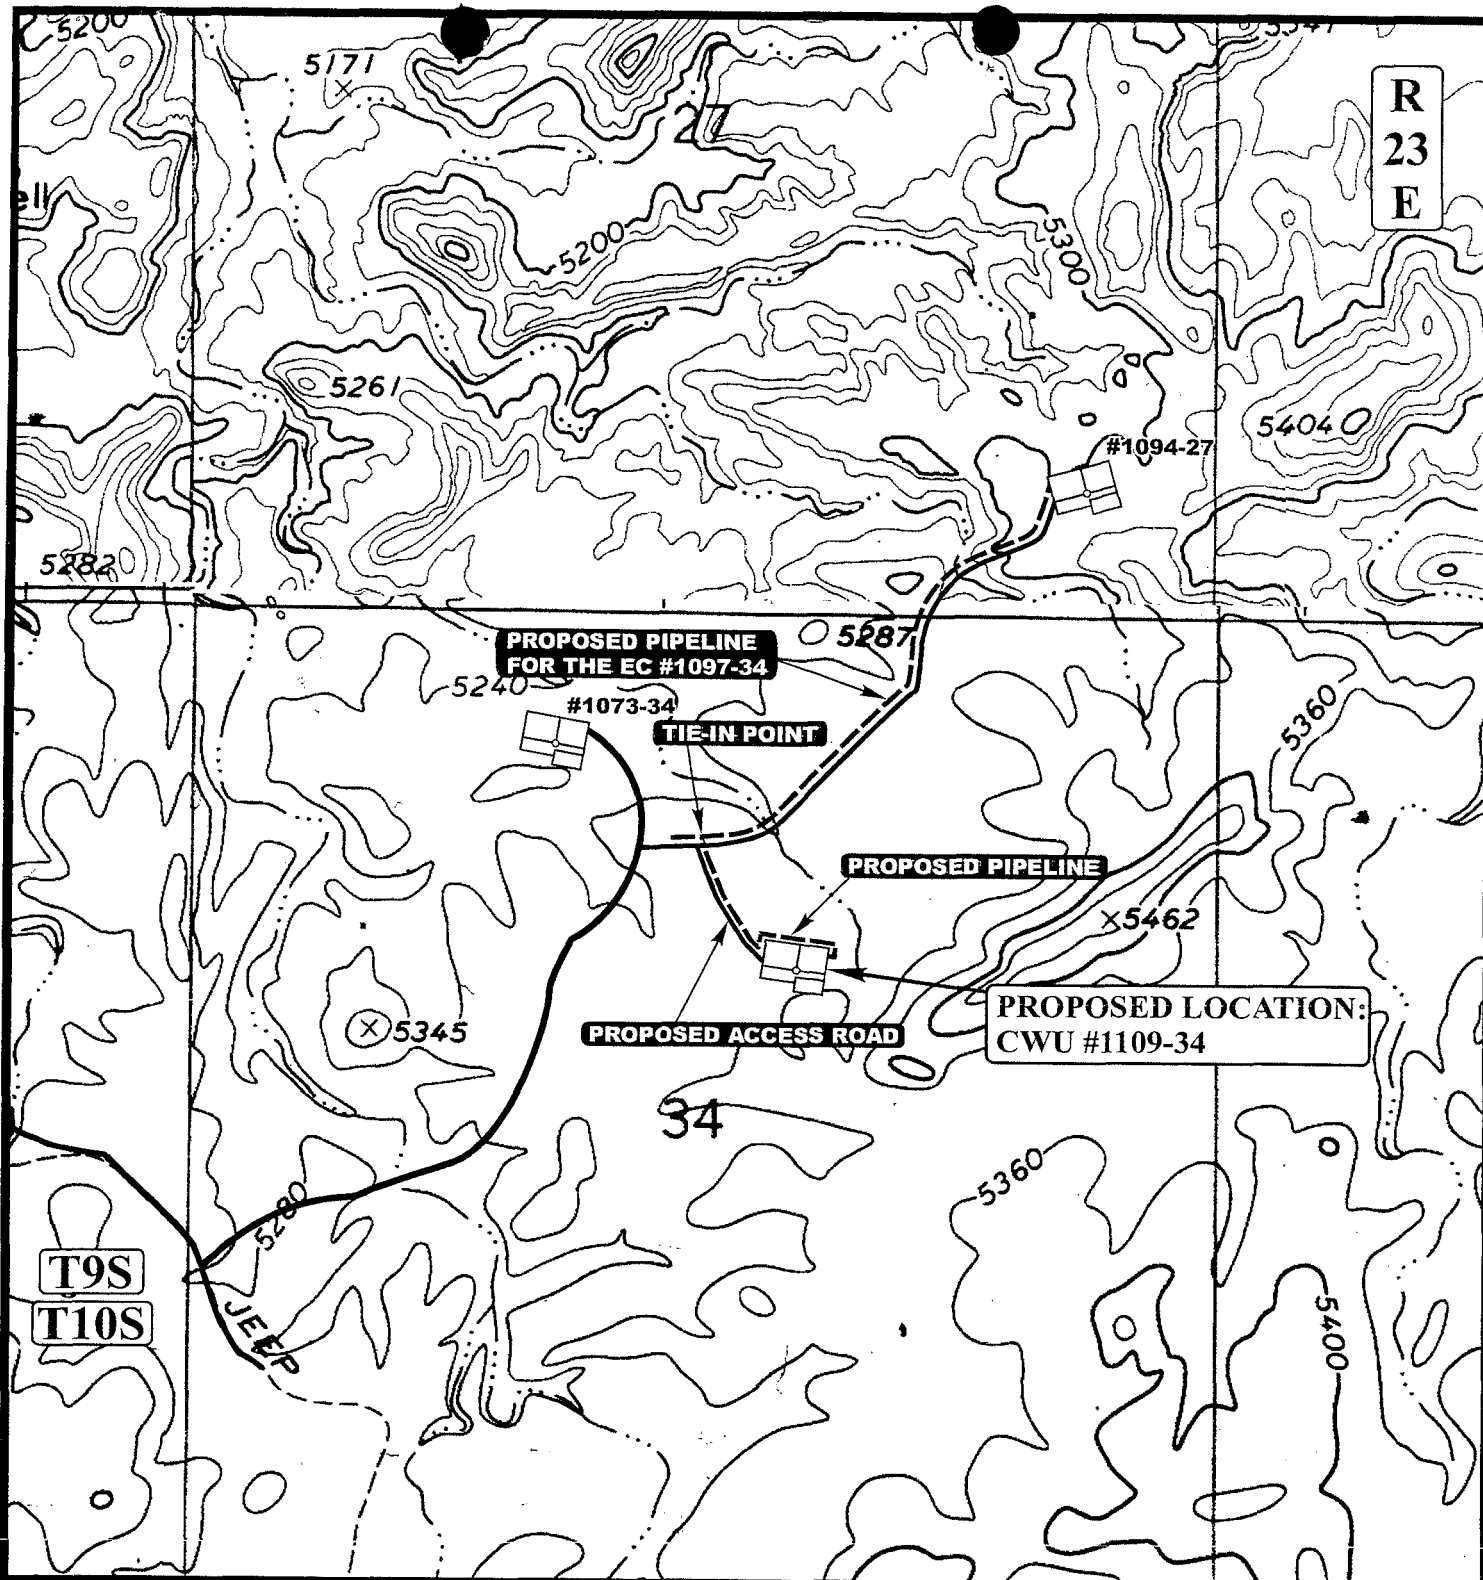 5200
5171
5347
27
R
23
E
ell
5200
5300
5261
5404
#1094-27
5282
PROPOSED PIPELINE
FOR THE EC #1097-34
5287
5240
#1073-34
TIE-IN POINT
5360
PROPOSED PIPELINE
5462
PROPOSED LOCATION:
CWU #1109-34
5345
PROPOSED ACCESS ROAD
34
5360
5280
T9S
T10S
JEEP
5400